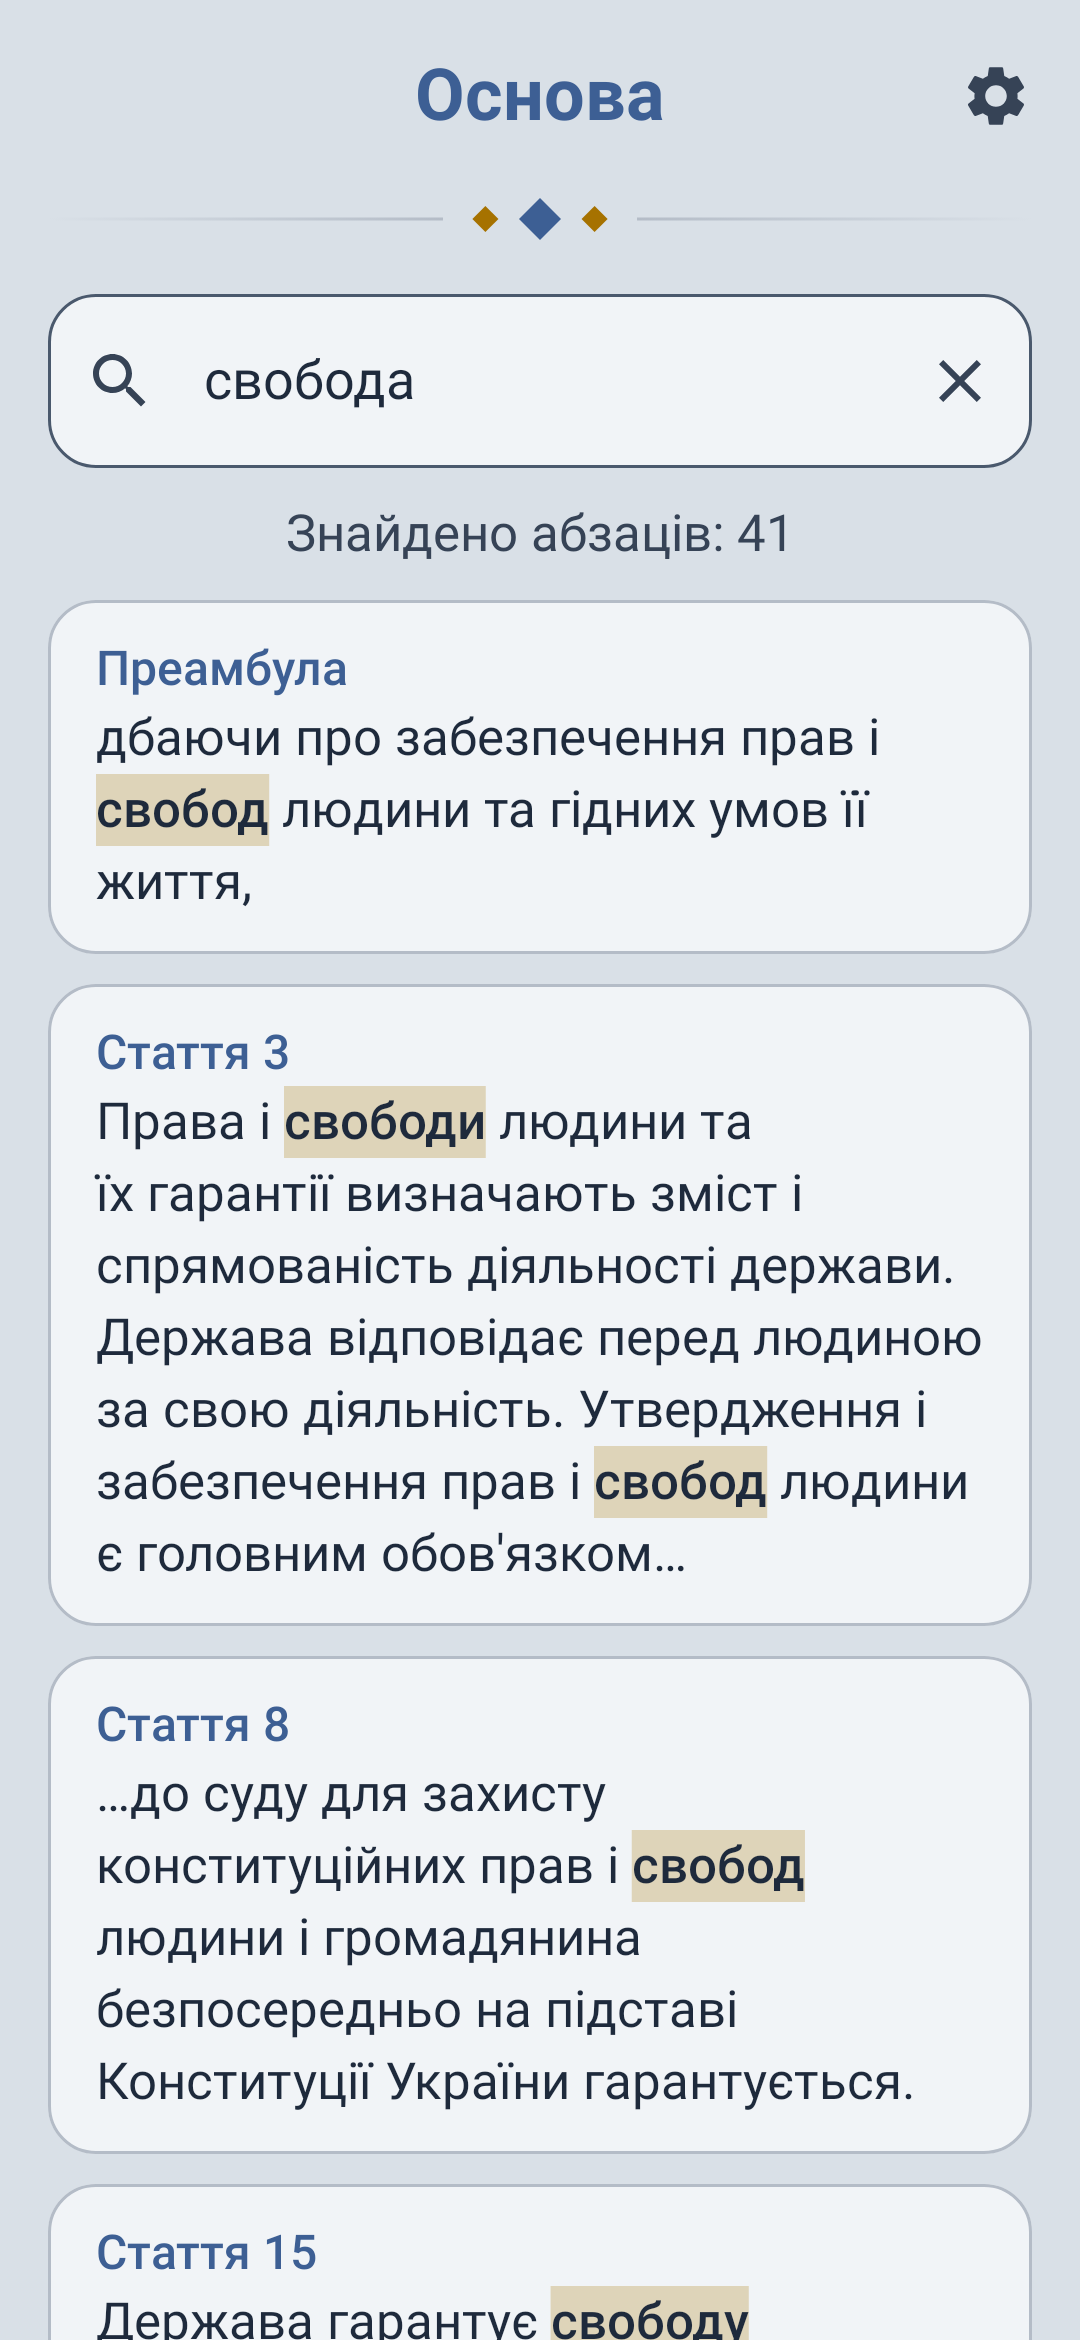 Основа
свобода
Знайдено абзаців: 41
Преамбула
дбаючи про забезпечення прав і
свобод людини та гідних умов її
життя,
Стаття 3
Права і свободи людини та
їх гарантії визначають зміст і
спрямованість діяльності держави.
Держава відповідає перед людиною
за свою діяльність. Утвердження і
забезпечення прав і свобод людини
є головним обов'язком…
Стаття 8
…до суду для захисту
конституційних прав і свобод
людини і громадянина
безпосередньо на підставі
Конституції України гарантується.
Стаття 15
Держава гарантує свободу